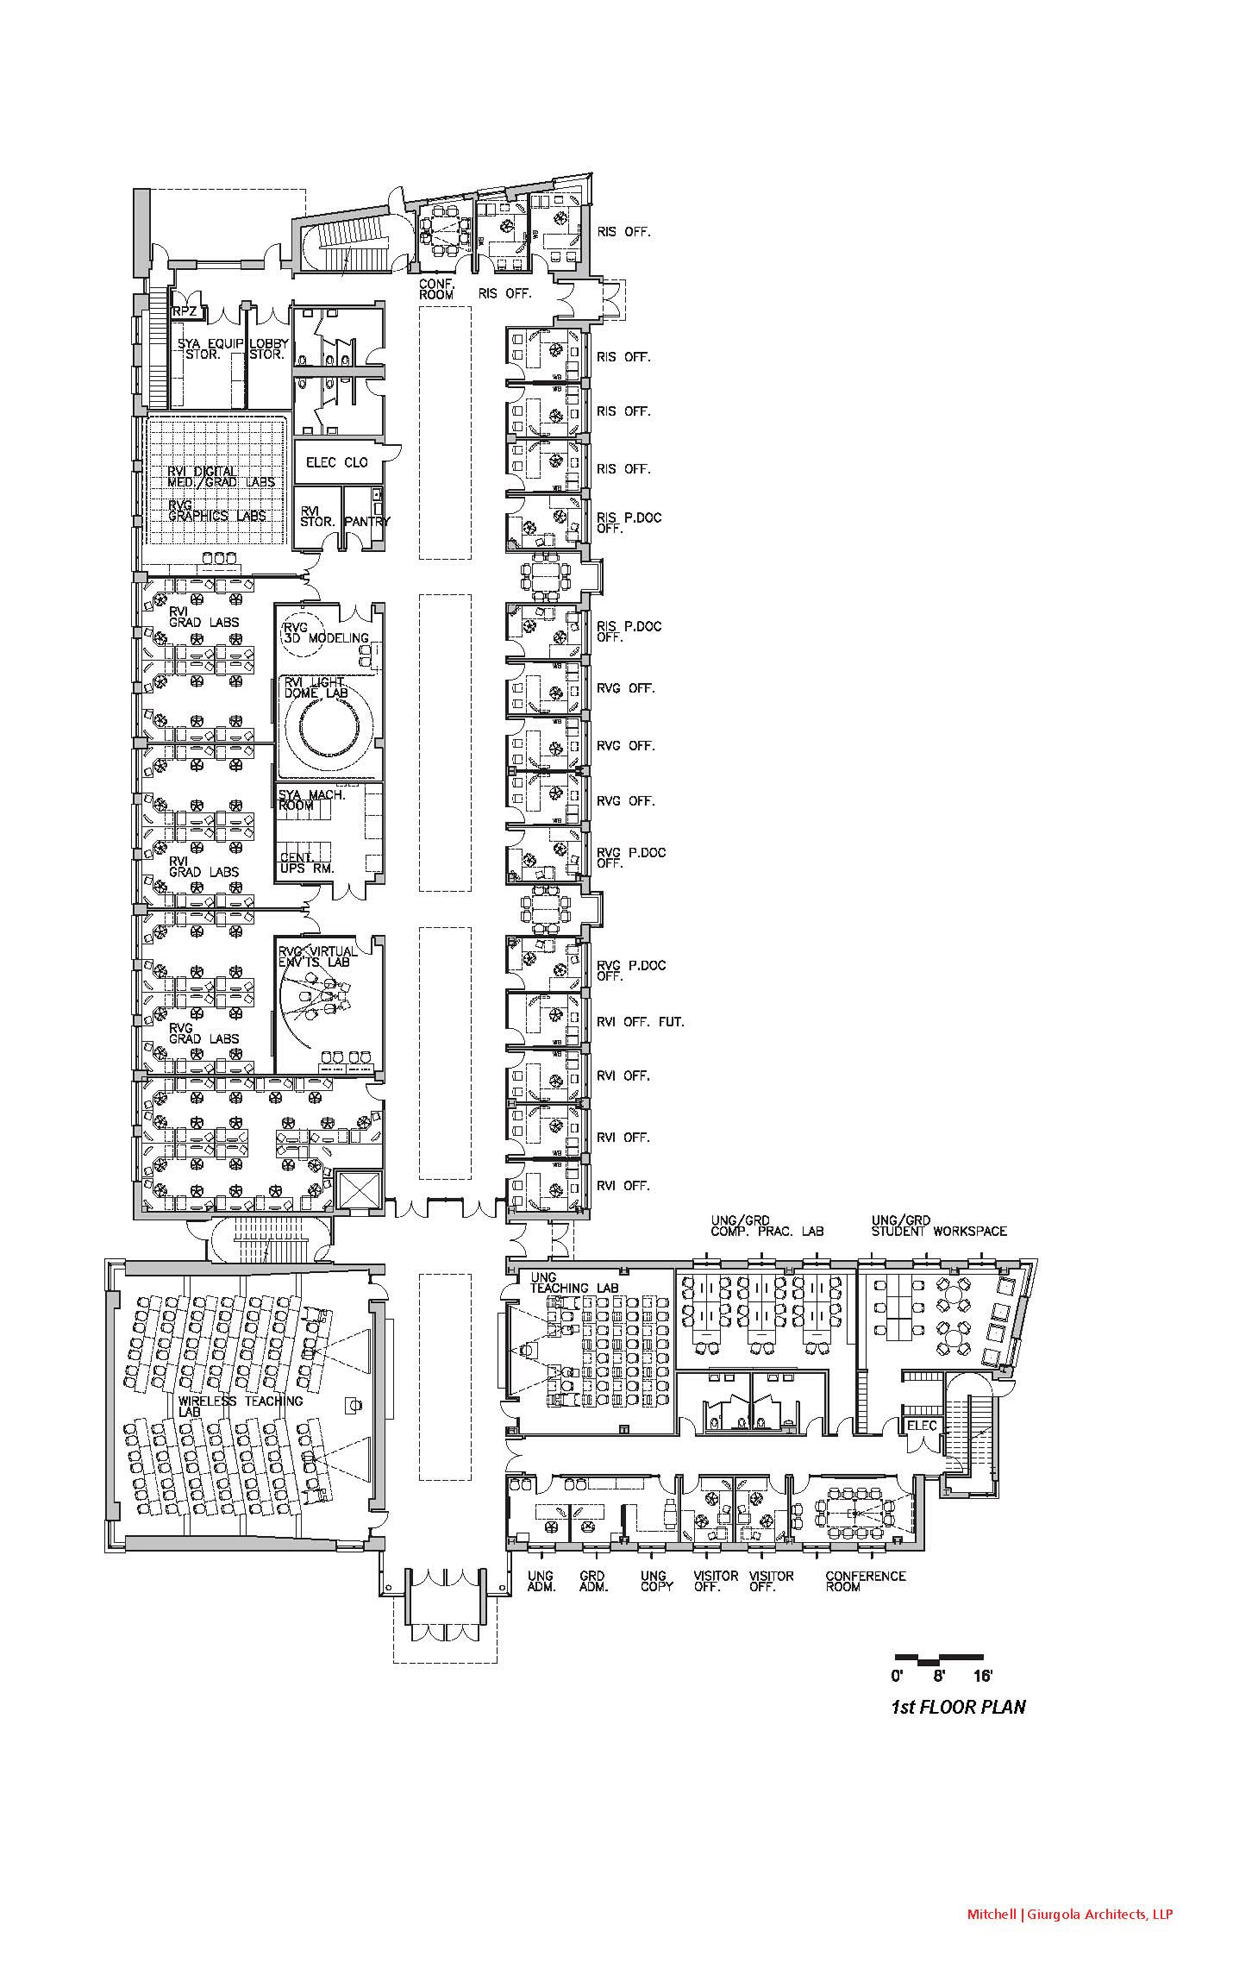 RIS OFF.
CONF.
ROOM
RIS OFF.
RPZ
SYA EQUIP
STOR.
LOBBY
STOR.
RIS OFF.
RIS OFF.
ELEC CLO
RIS OFF.
RVI DIGITAL
MED./GRAD LABS
RVG
GRAPHICS LABS
RVI
STOR.
PANTRY
RIS P.DOC
OFF.
RVI
GRAD LABS
RVG
3D MODELING
RIS P.DOC
OFF.
RVI LIGHT
DOME LAB
RVG OFF.
RVG OFF.
SYA MACH.
ROOM
RVG OFF.
RVI
GRAD LABS
CENT.
UPS RM.
RVG P.DOC
OFF.
RVG VIRTUAL
ENV'TS LAB
RVG P.DOC
OFF.
RVG
GRAD LABS
RVI OFF. FUT.
RVI OFF.
RVI OFF.
RVI OFF.
UNG/GRD
COMP. PRAC. LAB
UNG/GRD
STUDENT WORKSPACE
UNG
TEACHING LAB
WIRELESS TEACHING
LAB
ELEC
UNG
ADM.
GRD
ADM.
UNG
COPY
VISITOR
OFF.
VISITOR
OFF.
CONFERENCE
ROOM
0' 8' 16'
1st FLOOR PLAN
Mitchell | Giurgola Architects, LLP